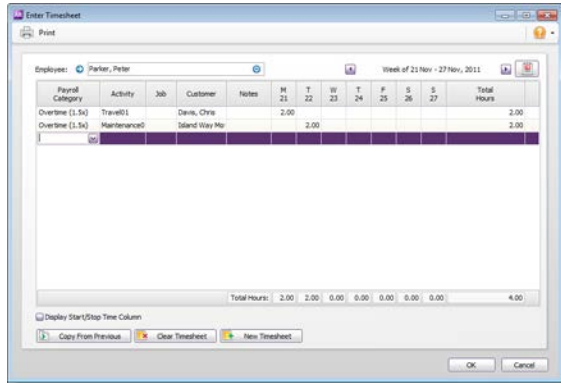 Enter Timesheet
Print
Employee: Parker, Peter Week of 21 Nov - 27 Nov, 2011
Payroll Category Activity Job Customer Notes M 21 T 22 W 23 T 24 F 25 S 26 S 27 Total Hours
Overtime (1.5x) Travel01 Davis, Chris 2.00 2.00
Overtime (1.5x) Maintenance0 Island Way Mo 2.00 2.00
Total Hours: 2.00 2.00 0.00 0.00 0.00 0.00 0.00 4.00
Display Start/Stop Time Column
Copy From Previous Clear Timesheet New Timesheet
OK Cancel